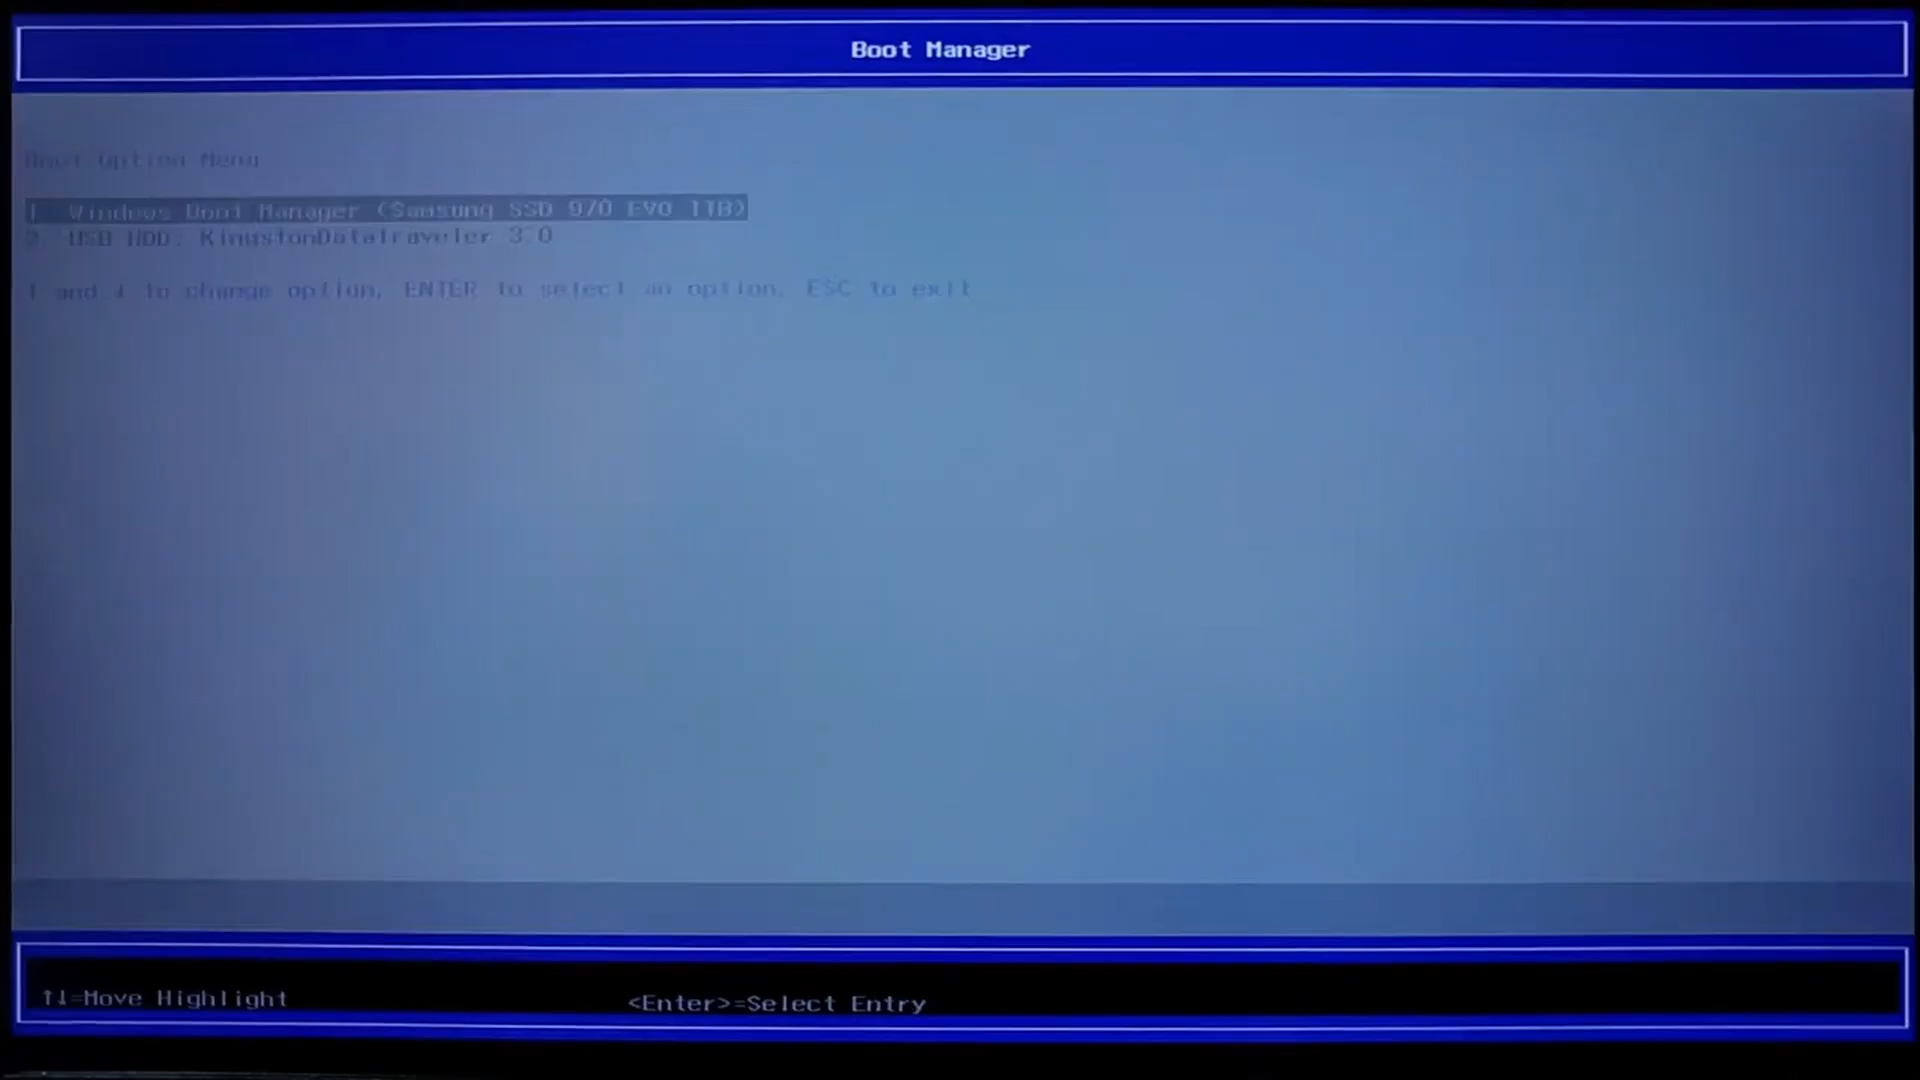 Boot Manager
Boot Option Menu
1. Windows Boot Manager (Samsung SSD 970 EVO 1TB)
2. USB HDD: KingstonDataTraveler 3.0
↑ and ↓ to change option, ENTER to select an option, ESC to exit
↑↓=Move Highlight
<Enter>=Select Entry